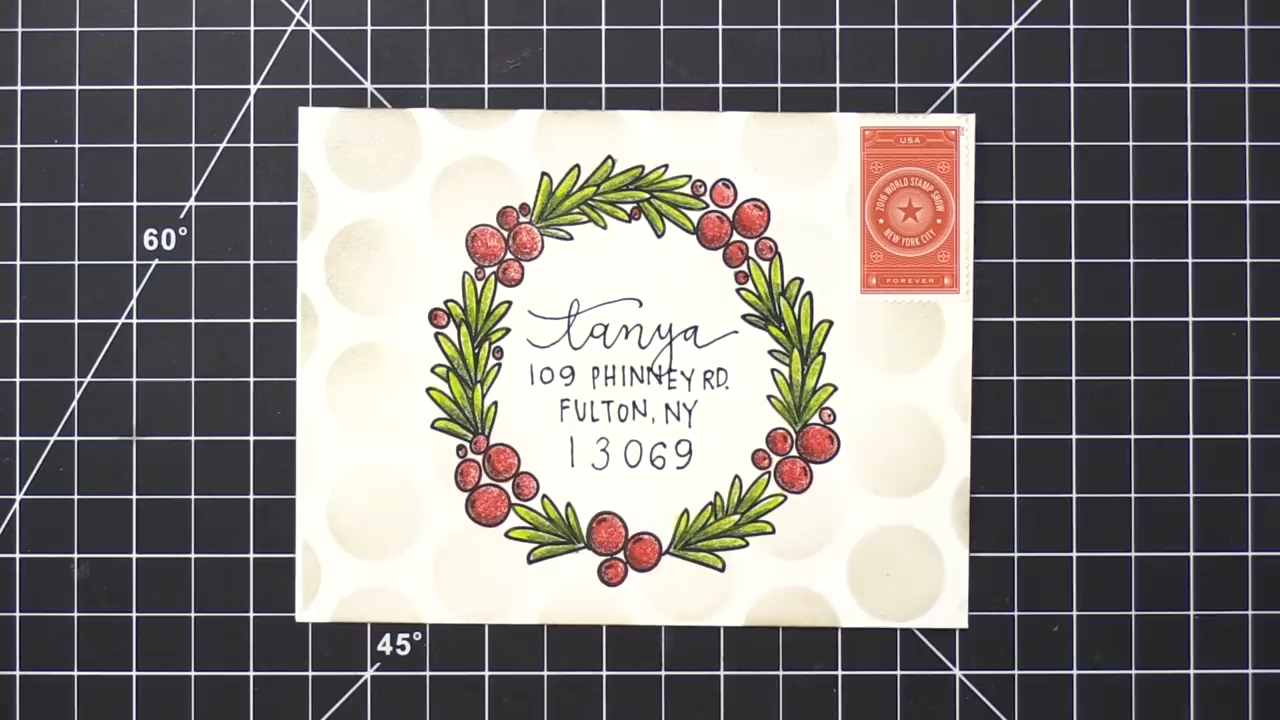 USA
2016 WORLD STAMP SHOW
NEW YORK CITY
FOREVER
60°
tanya
109 PHINNEY RD.
FULTON, NY
13069
45°